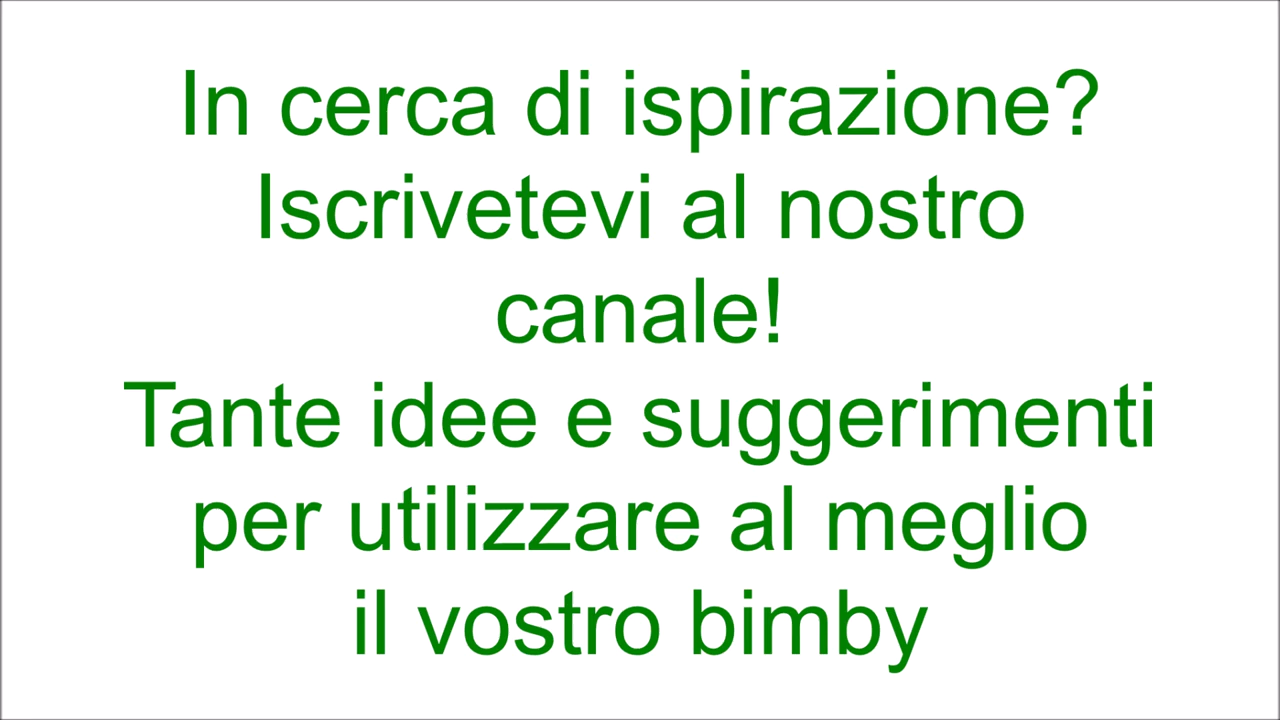 In cerca di ispirazione?
Iscrivetevi al nostro
canale!
Tante idee e suggerimenti
per utilizzare al meglio
il vostro bimby